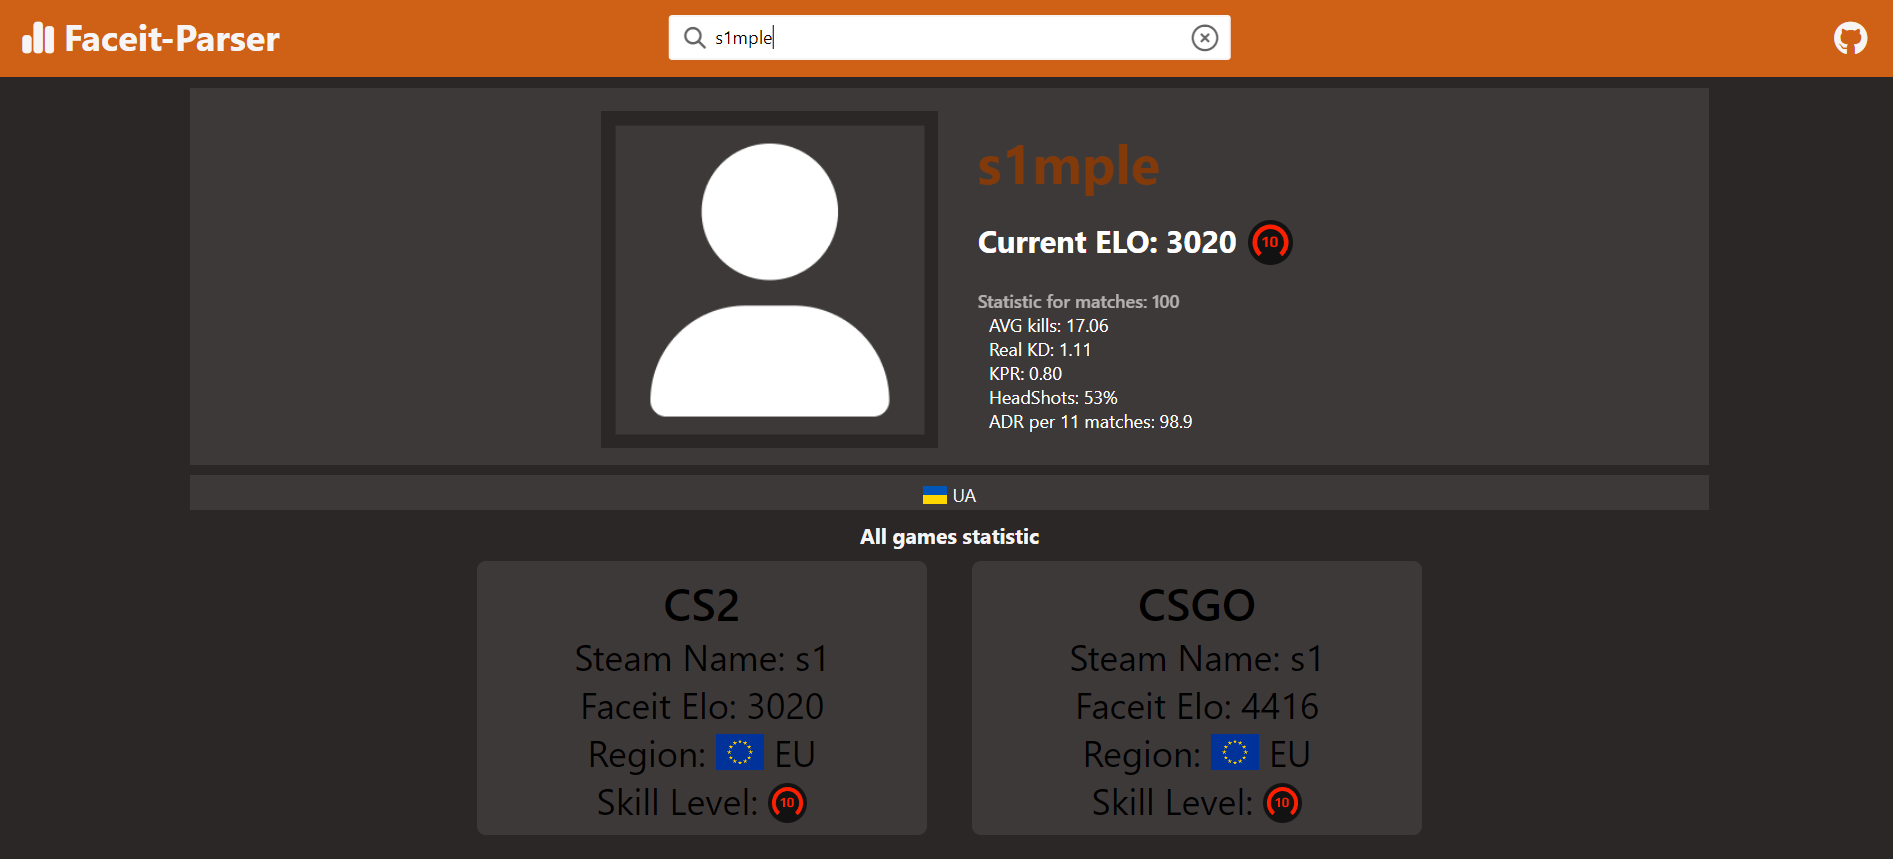 Faceit-Parser
s1mple
s1mple
Current ELO: 3020 10
Statistic for matches: 100
AVG kills: 17.06
Real KD: 1.11
KPR: 0.80
HeadShots: 53%
ADR per 11 matches: 98.9
UA
All games statistic
CS2
Steam Name: s1
Faceit Elo: 3020
Region: EU
Skill Level: 10
CSGO
Steam Name: s1
Faceit Elo: 4416
Region: EU
Skill Level: 10